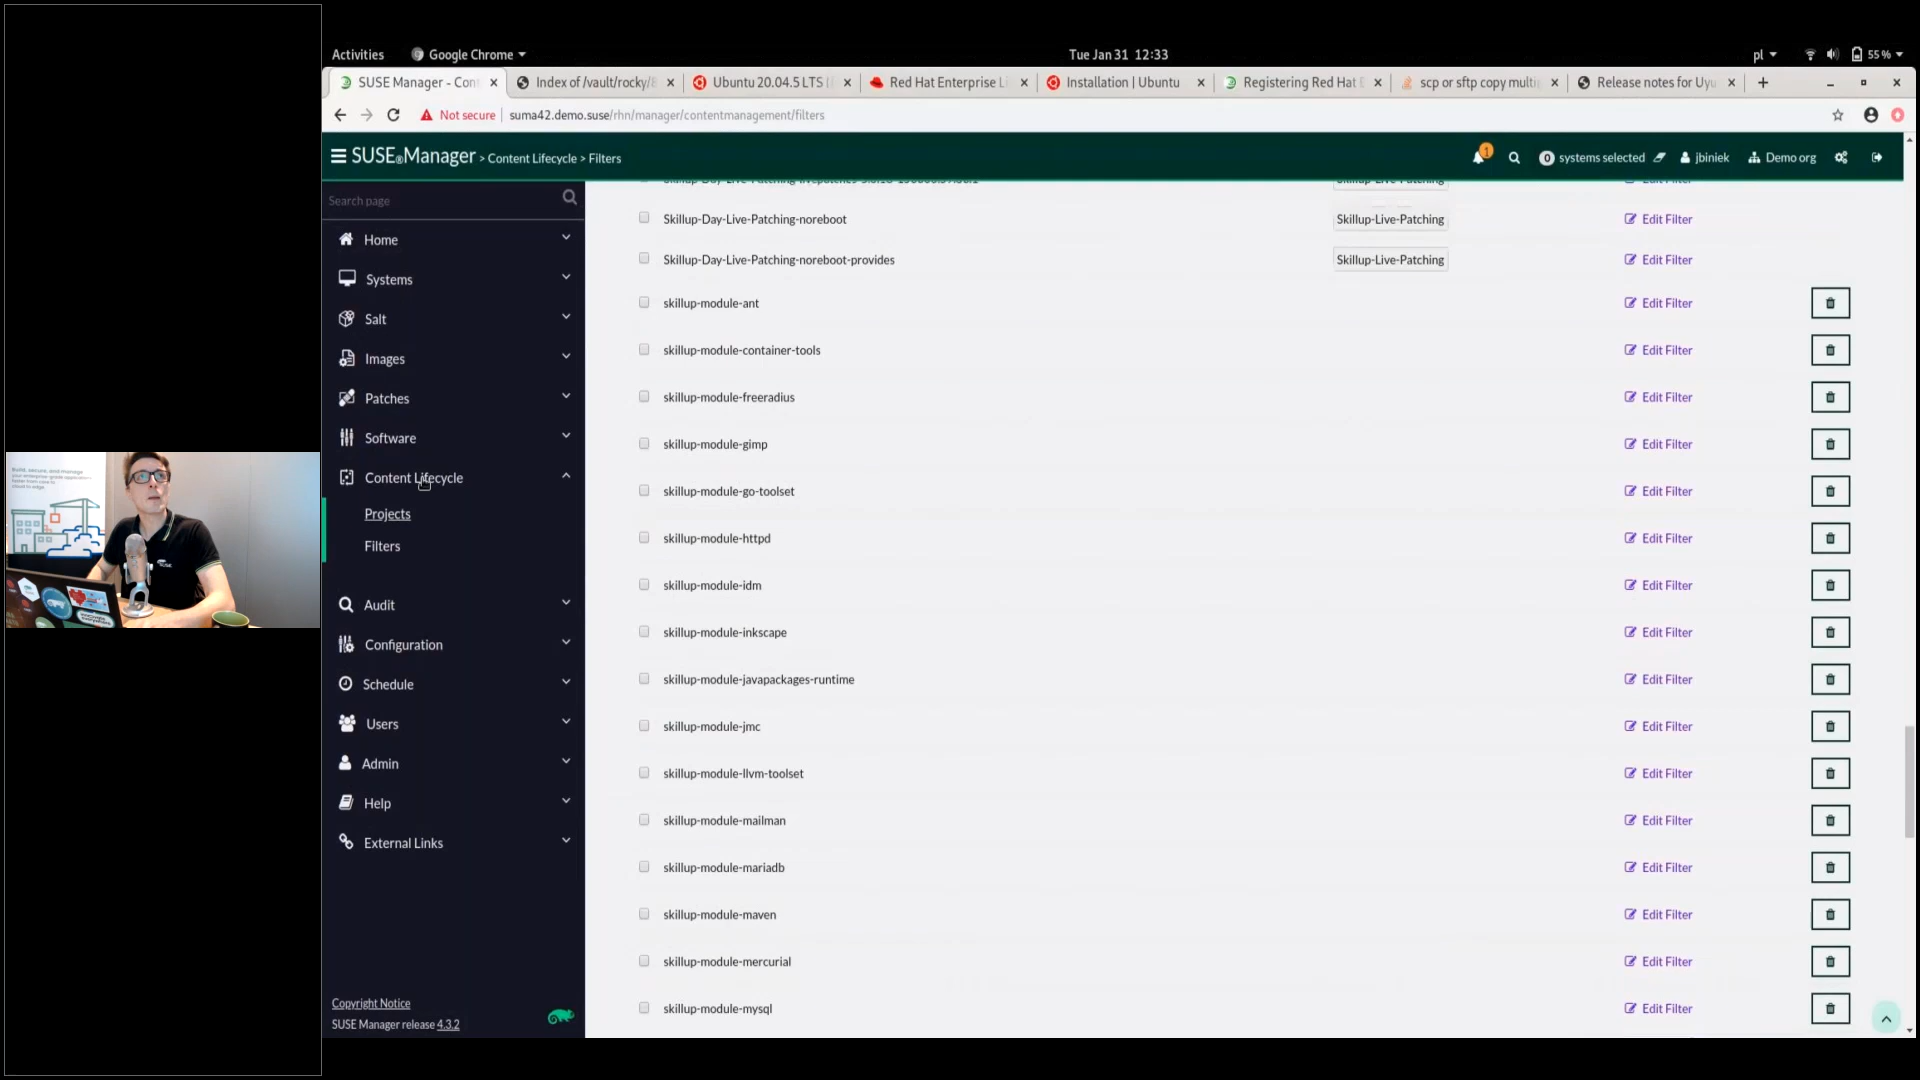 Activities
Google Chrome
Tue Jan 31 12:33
pl
55 %
SUSE Manager - Con
Index of /vault/rocky/
Ubuntu 20.04.5 LTS
Red Hat Enterprise L
Installation | Ubuntu
Registering Red Hat
scp or sftp copy multi
Release notes for Uyu
Not secure
suma42.demo.suse/rhn/manager/contentmanagement/filters
SUSE®Manager > Content Lifecycle > Filters
1
0 systems selected
jbiniek
Demo org
Search page
Home
Systems
Salt
Images
Patches
Software
Content Lifecycle
Projects
Filters
Audit
Configuration
Schedule
Users
Admin
Help
External Links
Copyright Notice
SUSE Manager release 4.3.2
Skillup-Day-Live-Patching-noreboot Skillup-Live-Patching Edit Filter
Skillup-Day-Live-Patching-noreboot-provides Skillup-Live-Patching Edit Filter
skillup-module-ant Edit Filter
skillup-module-container-tools Edit Filter
skillup-module-freeradius Edit Filter
skillup-module-gimp Edit Filter
skillup-module-go-toolset Edit Filter
skillup-module-httpd Edit Filter
skillup-module-idm Edit Filter
skillup-module-inkscape Edit Filter
skillup-module-javapackages-runtime Edit Filter
skillup-module-jmc Edit Filter
skillup-module-llvm-toolset Edit Filter
skillup-module-mailman Edit Filter
skillup-module-mariadb Edit Filter
skillup-module-maven Edit Filter
skillup-module-mercurial Edit Filter
skillup-module-mysql Edit Filter